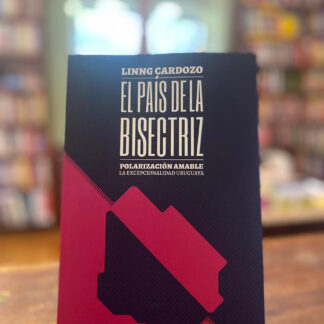 LINNG CARDOZO
EL PAÍS DE LA
BISECTRIZ
POLARIZACIÓN AMABLE
LA EXCEPCIONALIDAD URUGUAYA